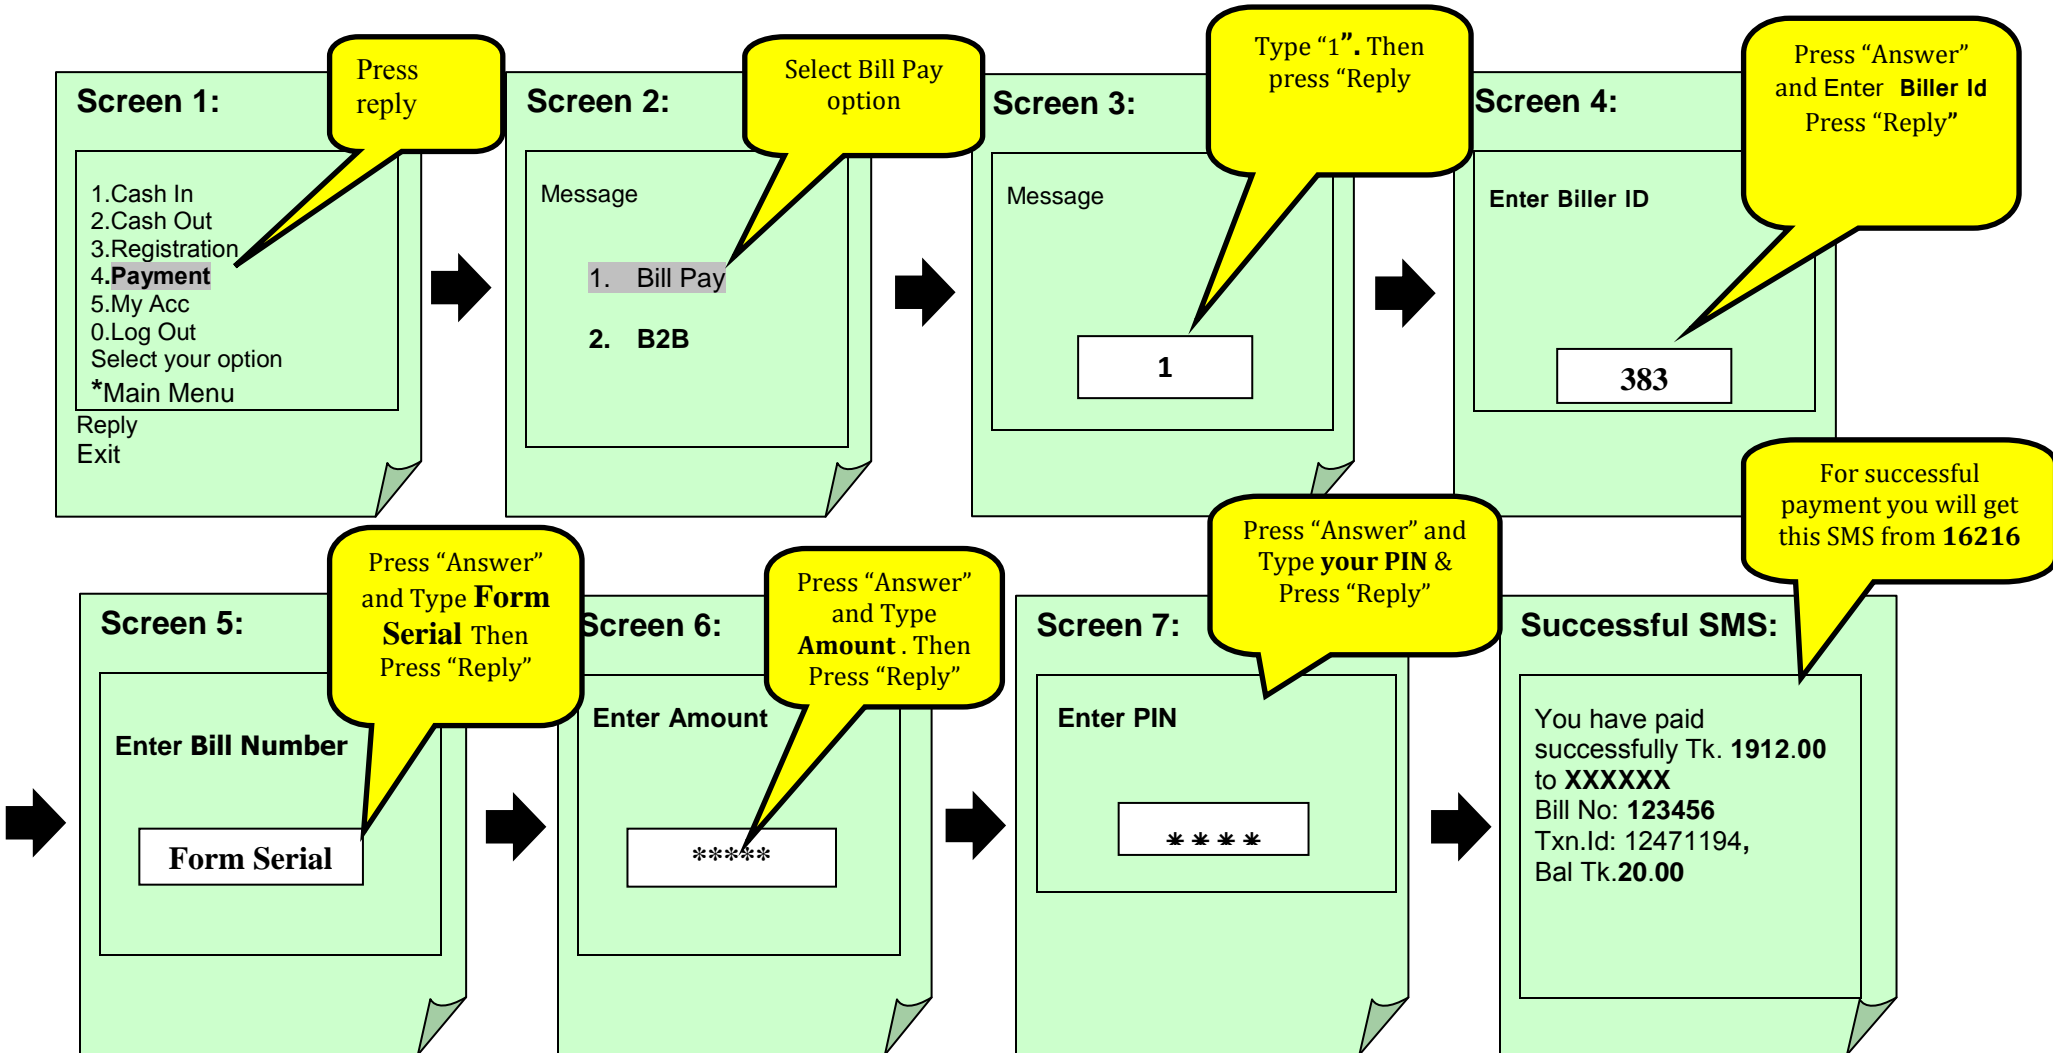 Press
reply
Screen 1:
1.Cash In
2.Cash Out
3.Registration
4.Payment
5.My Acc
0.Log Out
Select your option
*Main Menu
Reply
Exit
Select Bill Pay
option
Screen 2:
Message
1. Bill Pay
2. B2B
Type “1”. Then
press “Reply
Screen 3:
Message
1
Press “Answer”
and Enter Biller Id
Press “Reply”
Screen 4:
Enter Biller ID
383
Press “Answer”
and Type Form
Serial Then
Press “Reply”
Screen 5:
Enter Bill Number
Form Serial
Press “Answer”
and Type
Amount . Then
Press “Reply”
Screen 6:
Enter Amount
*****
Press “Answer” and
Type your PIN &
Press “Reply”
Screen 7:
Enter PIN
****
For successful
payment you will get
this SMS from 16216
Successful SMS:
You have paid
successfully Tk. 1912.00
to XXXXXX
Bill No: 123456
Txn.Id: 12471194,
Bal Tk.20.00